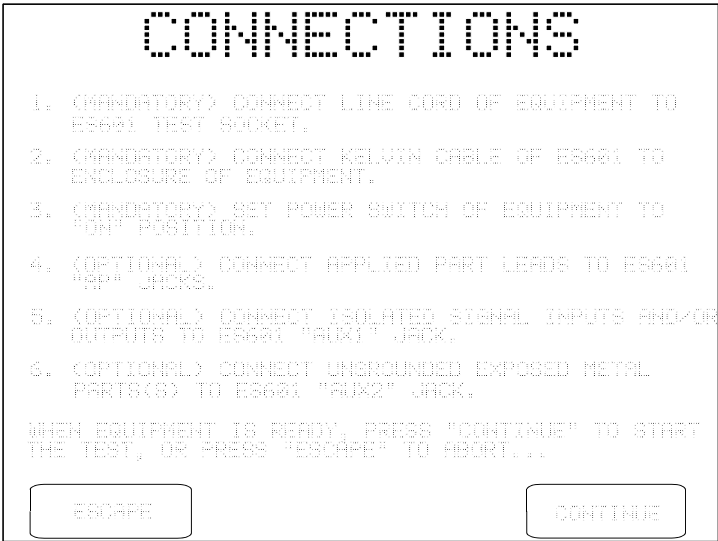 CONNECTIONS
1. (MANDATORY) CONNECT LINE CORD OF EQUIPMENT TO
ES601 TEST SOCKET.
2. (MANDATORY) CONNECT KELVIN CABLE OF ES601 TO
ENCLOSURE OF EQUIPMENT.
3. (MANDATORY) SET POWER SWITCH OF EQUIPMENT TO
"ON" POSITION.
4. (OPTIONAL) CONNECT APPLIED PART LEADS TO ES601
"AP" JACKS.
5. (OPTIONAL) CONNECT ISOLATED SIGNAL INPUTS AND/OR
OUTPUTS TO ES601 "AUX1" JACK.
6. (OPTIONAL) CONNECT UNGROUNDED EXPOSED METAL
PARTS(S) TO ES601 "AUX2" JACK.
WHEN EQUIPMENT IS READY, PRESS "CONTINUE" TO START
THE TEST, OR PRESS "ESCAPE" TO ABORT...
ESCAPE
CONTINUE